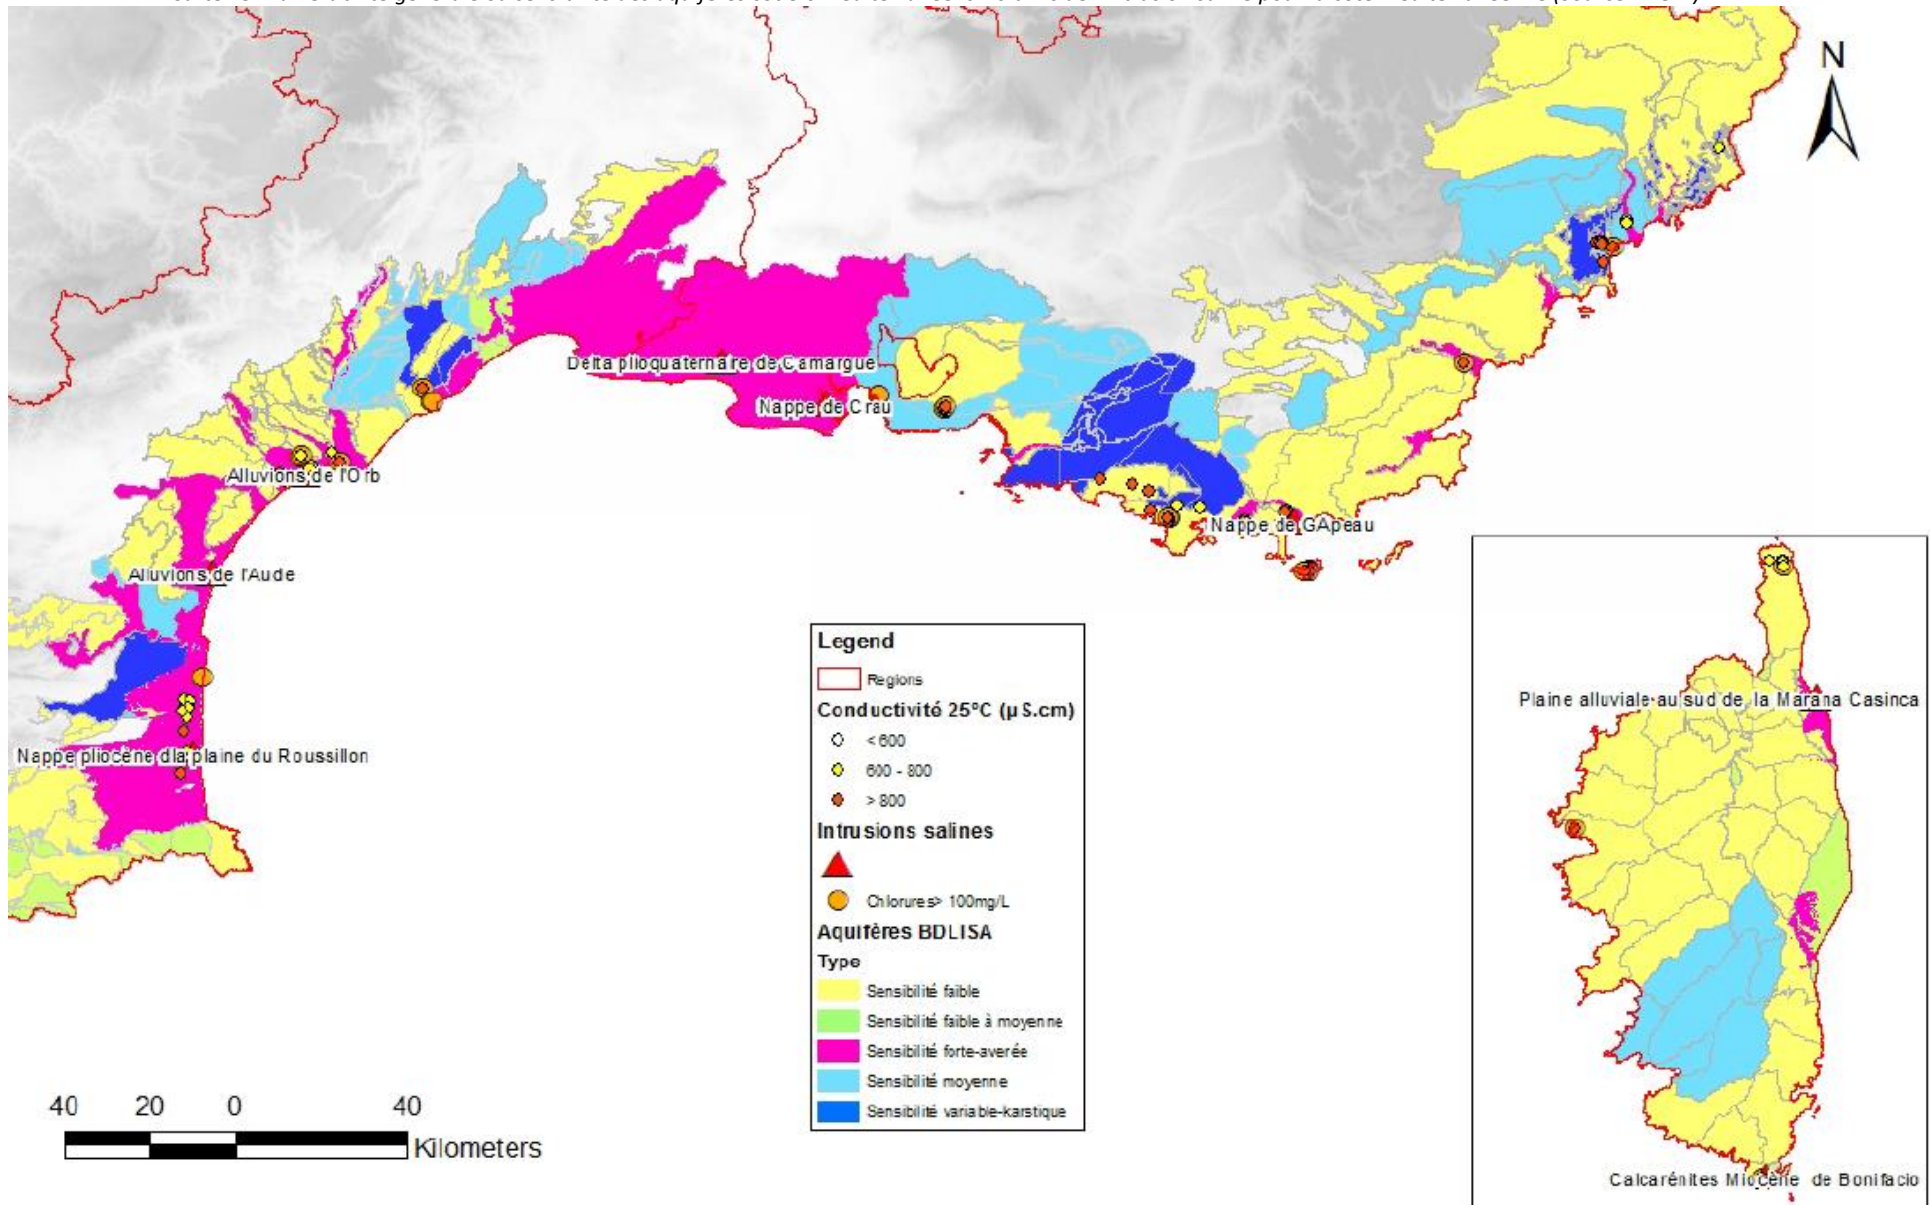 N
Delta plioquaternaire de Camargue
Nappe de Crau
Alluvions de l'Orb
Nappe de GApeau
Alluvions de l'Aude
Nappe pliocène dla plaine du Roussillon
Legend
Regions
Conductivité 25°C (µS.cm)
<600
600 - 800
>800
Intrusions salines
Chlorures> 100mg/L
Aquifères BDLISA
Type
Sensibilité faible
Sensibilité faible à moyenne
Sensibilité forte-averée
Sensibilité moyenne
Sensibilité variable-karstique
40 20 0 40
Kilometers
Plaine alluviale au sud de la Marana Casinca
Calcarénites Miocène de Bonifacio